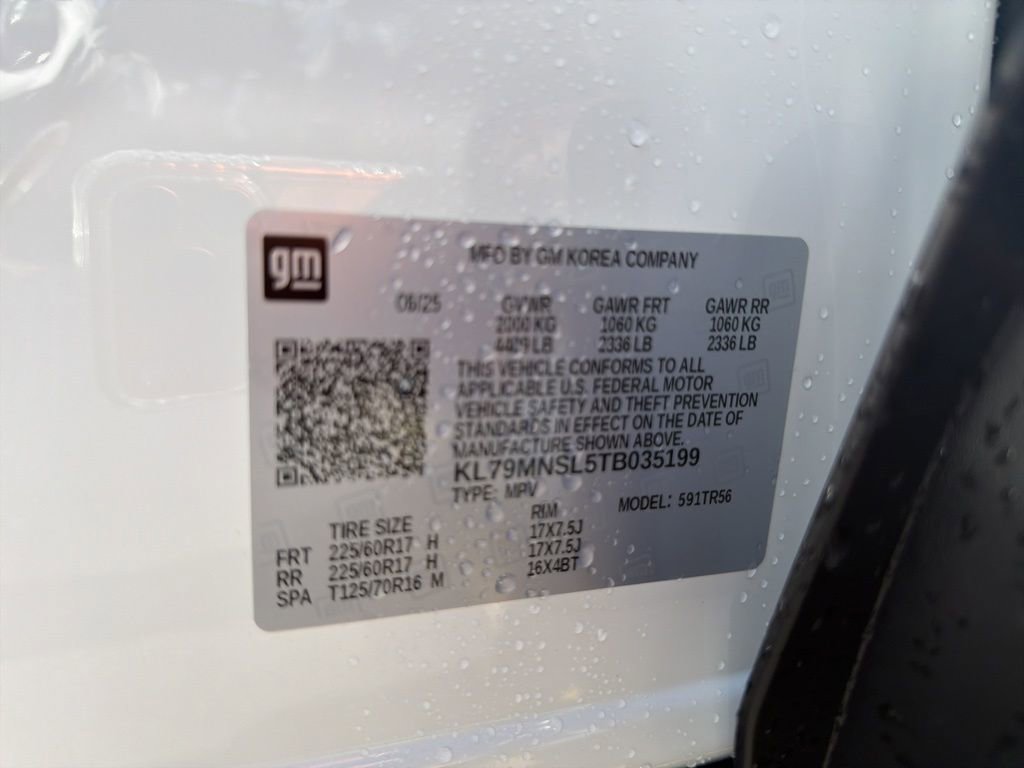 gm
MFD BY GM KOREA COMPANY
06/25 GVWR GAWR FRT GAWR RR
2000 KG 1060 KG 1060 KG
4409 LB 2336 LB 2336 LB
THIS VEHICLE CONFORMS TO ALL
APPLICABLE U.S. FEDERAL MOTOR
VEHICLE SAFETY AND THEFT PREVENTION
STANDARDS IN EFFECT ON THE DATE OF
MANUFACTURE SHOWN ABOVE.
KL79MNSL5TB035199
TYPE: MPV MODEL: 591TR56
TIRE SIZE RIM
FRT 225/60R17 H 17X7.5J
RR 225/60R17 H 17X7.5J
SPA T125/70R16 M 16X4BT